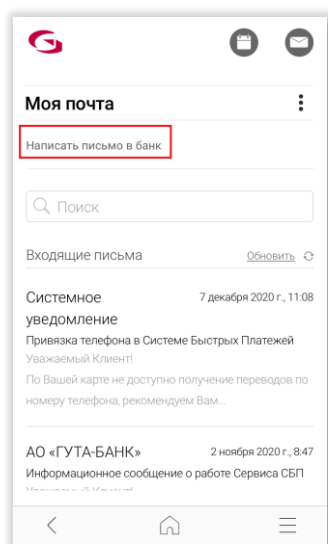 Моя почта
Написать письмо в банк
Поиск
Входящие письма
Обновить
Системное уведомление
7 декабря 2020 г., 11:08
Привязка телефона в Системе Быстрых Платежей
Уважаемый Клиент!
По Вашей карте не доступно получение переводов по
номеру телефона, рекомендуем Вам...
АО «ГУТА-БАНК»
2 ноября 2020 г., 8:47
Информационное сообщение о работе Сервиса СБП